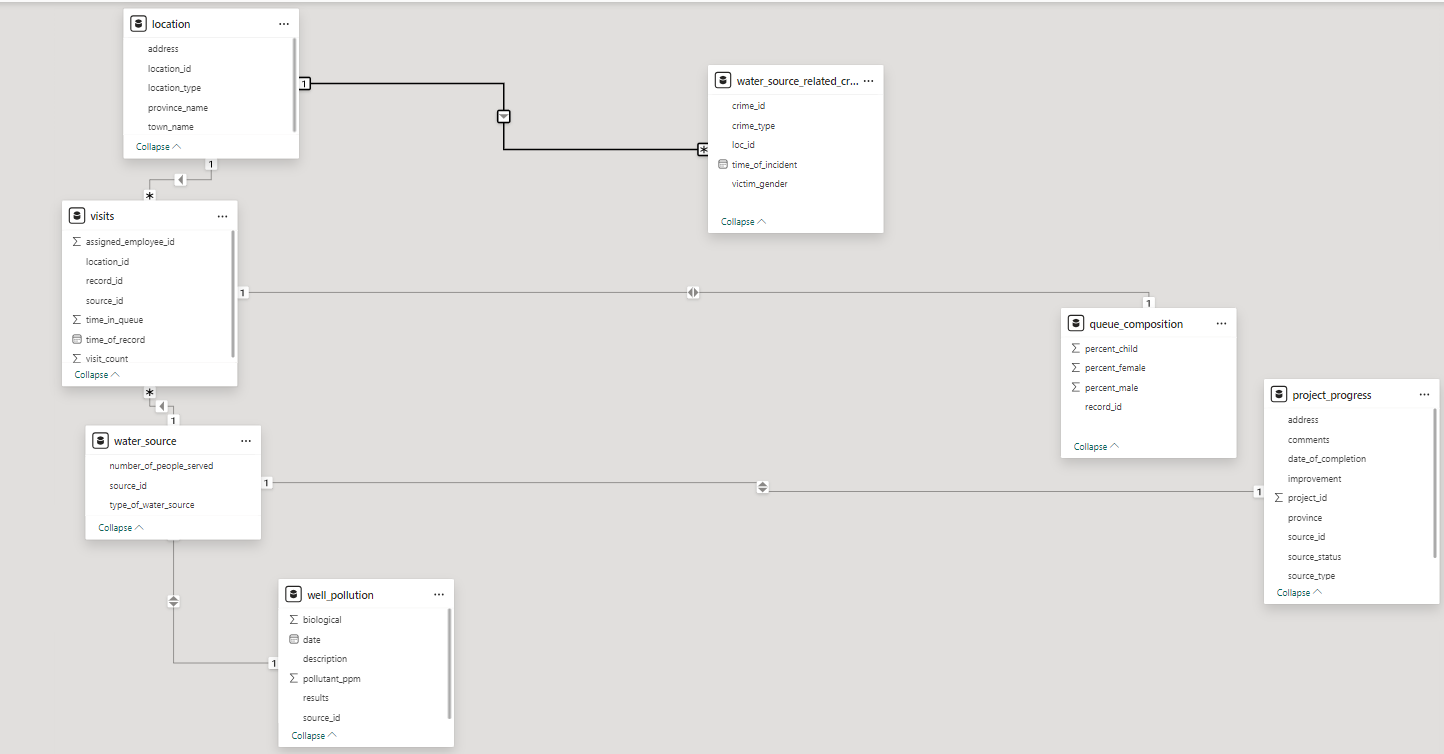 location
address
location_id
location_type
province_name
town_name
Collapse
1
*
water_source_related_cr...
crime_id
crime_type
loc_id
time_of_incident
victim_gender
Collapse
1
*
visits
assigned_employee_id
location_id
record_id
source_id
time_in_queue
time_of_record
visit_count
Collapse
1
1
queue_composition
percent_child
percent_female
percent_male
record_id
Collapse
*
1
water_source
number_of_people_served
source_id
type_of_water_source
Collapse
1
1
project_progress
address
comments
date_of_completion
improvement
project_id
province
source_id
source_status
source_type
Collapse
1
well_pollution
biological
date
description
pollutant_ppm
results
source_id
Collapse